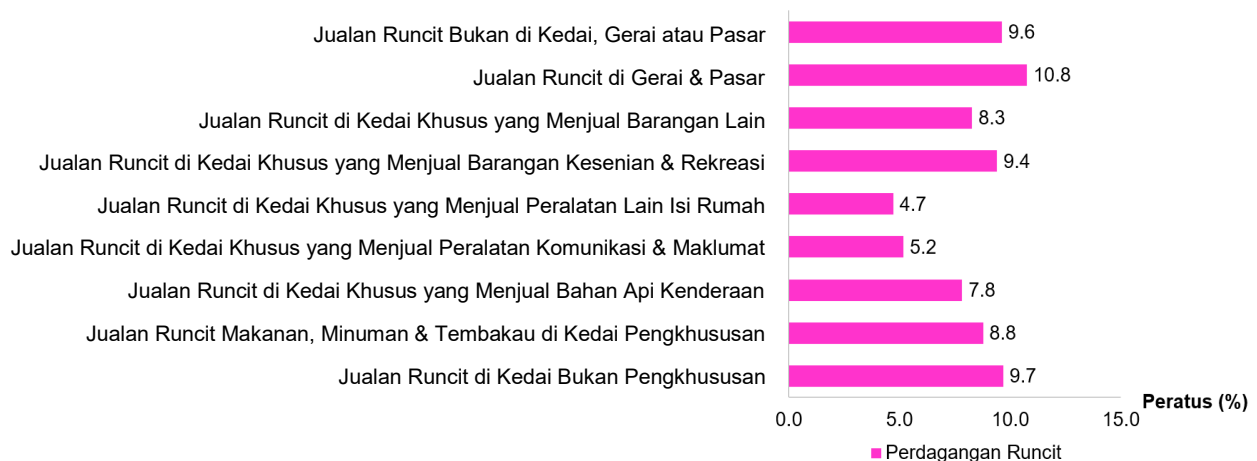 Jualan Runcit Bukan di Kedai, Gerai atau Pasar 9.6
Jualan Runcit di Gerai & Pasar 10.8
Jualan Runcit di Kedai Khusus yang Menjual Barangan Lain 8.3
Jualan Runcit di Kedai Khusus yang Menjual Barangan Kesenian & Rekreasi 9.4
Jualan Runcit di Kedai Khusus yang Menjual Peralatan Lain Isi Rumah 4.7
Jualan Runcit di Kedai Khusus yang Menjual Peralatan Komunikasi & Maklumat 5.2
Jualan Runcit di Kedai Khusus yang Menjual Bahan Api Kenderaan 7.8
Jualan Runcit Makanan, Minuman & Tembakau di Kedai Pengkhususan 8.8
Jualan Runcit di Kedai Bukan Pengkhususan 9.7
0.0 5.0 10.0 15.0 Peratus (%)
Perdagangan Runcit